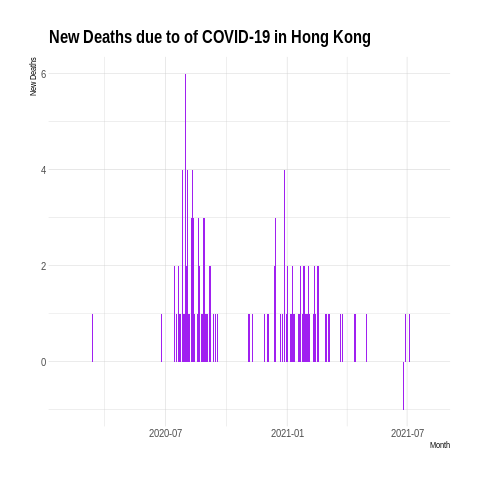 New Deaths due to of COVID-19 in Hong Kong
New Deaths
6
4
2
0
2020-07
2021-01
2021-07
Month